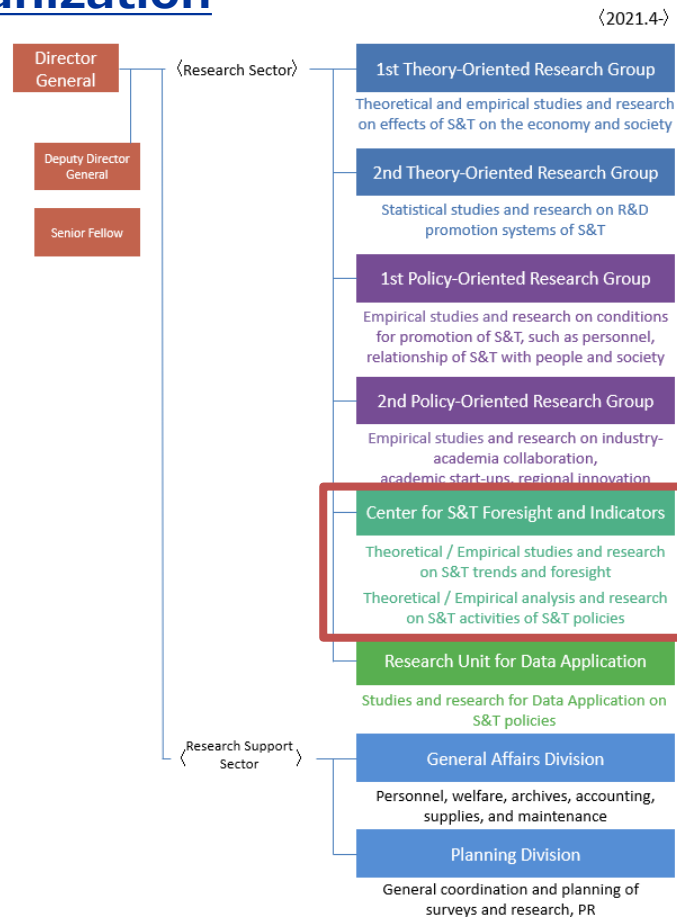 〈2021.4-〉
Director
General
〈Research Sector〉
1st Theory-Oriented Research Group
Theoretical and empirical studies and research
on effects of S&T on the economy and society
Deputy Director
General
2nd Theory-Oriented Research Group
Statistical studies and research on R&D
promotion systems of S&T
Senior Fellow
1st Policy-Oriented Research Group
Empirical studies and research on conditions
for promotion of S&T, such as personnel,
relationship of S&T with people and society
2nd Policy-Oriented Research Group
Empirical studies and research on industry-
academia collaboration,
academic start-ups, regional innovation
Center for S&T Foresight and Indicators
Theoretical / Empirical studies and research
on S&T trends and foresight
Theoretical / Empirical analysis and research
on S&T activities of S&T policies
Research Unit for Data Application
Studies and research for Data Application on
S&T policies
〈Research Support
Sector〉
General Affairs Division
Personnel, welfare, archives, accounting,
supplies, and maintenance
Planning Division
General coordination and planning of
surveys and research, PR